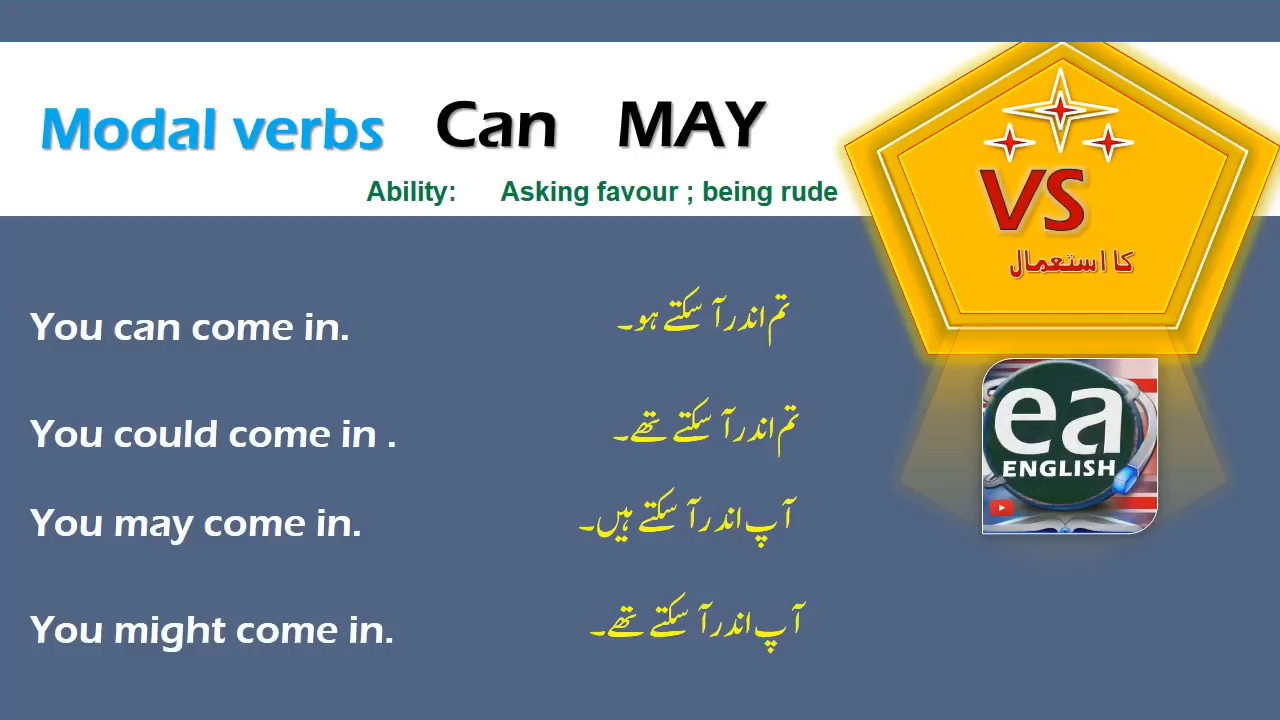 Modal verbs Can MAY
Ability: Asking favour ; being rude
VS
کا استعمال
You can come in.
تم اندر آ سکتے ہو۔
You could come in .
تم اندر آ سکتے تھے۔
You may come in.
آپ اندر آ سکتے ہیں۔
You might come in.
آپ اندر آ سکتے تھے۔
ea
ENGLISH